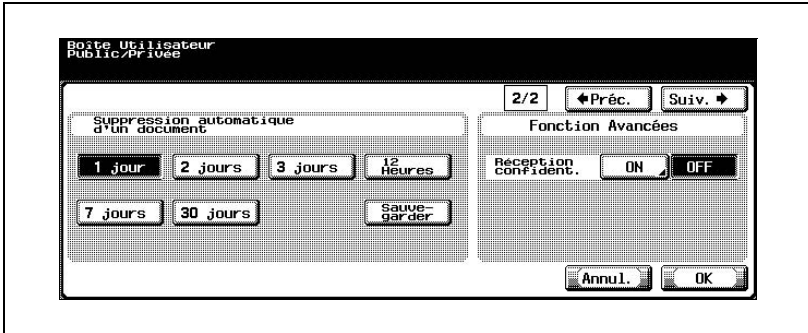 Boîte Utilisateur
Public/Privée
2/2
Préc.
Suiv.
Suppression automatique
d'un document
Fonction Avancées
1 jour
2 jours
3 jours
12
Heures
Réception
confident.
ON
OFF
7 jours
30 jours
Sauve-
garder
Annul.
OK